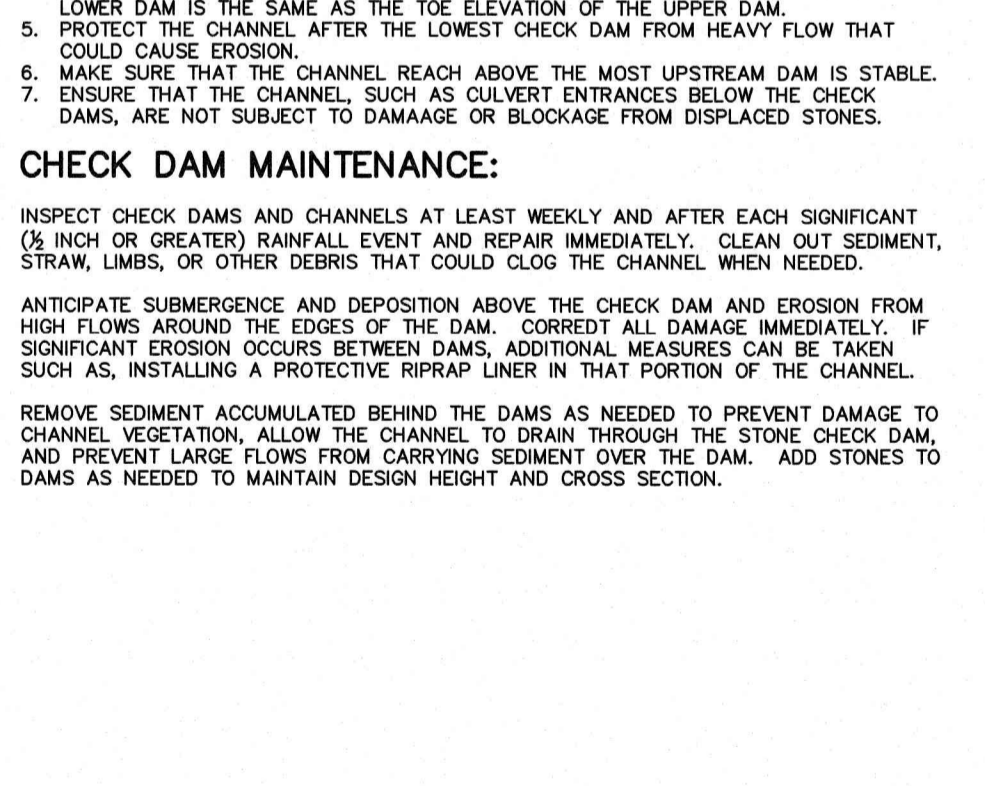 LOWER DAM IS THE SAME AS THE TOE ELEVATION OF THE UPPER DAM.
5. PROTECT THE CHANNEL AFTER THE LOWEST CHECK DAM FROM HEAVY FLOW THAT
COULD CAUSE EROSION.
6. MAKE SURE THAT THE CHANNEL REACH ABOVE THE MOST UPSTREAM DAM IS STABLE.
7. ENSURE THAT THE CHANNEL, SUCH AS CULVERT ENTRANCES BELOW THE CHECK
DAMS, ARE NOT SUBJECT TO DAMAAGE OR BLOCKAGE FROM DISPLACED STONES.
CHECK DAM MAINTENANCE:
INSPECT CHECK DAMS AND CHANNELS AT LEAST WEEKLY AND AFTER EACH SIGNIFICANT
(½ INCH OR GREATER) RAINFALL EVENT AND REPAIR IMMEDIATELY. CLEAN OUT SEDIMENT,
STRAW, LIMBS, OR OTHER DEBRIS THAT COULD CLOG THE CHANNEL WHEN NEEDED.
ANTICIPATE SUBMERGENCE AND DEPOSITION ABOVE THE CHECK DAM AND EROSION FROM
HIGH FLOWS AROUND THE EDGES OF THE DAM. CORREDT ALL DAMAGE IMMEDIATELY. IF
SIGNIFICANT EROSION OCCURS BETWEEN DAMS, ADDITIONAL MEASURES CAN BE TAKEN
SUCH AS, INSTALLING A PROTECTIVE RIPRAP LINER IN THAT PORTION OF THE CHANNEL.
REMOVE SEDIMENT ACCUMULATED BEHIND THE DAMS AS NEEDED TO PREVENT DAMAGE TO
CHANNEL VEGETATION, ALLOW THE CHANNEL TO DRAIN THROUGH THE STONE CHECK DAM,
AND PREVENT LARGE FLOWS FROM CARRYING SEDIMENT OVER THE DAM. ADD STONES TO
DAMS AS NEEDED TO MAINTAIN DESIGN HEIGHT AND CROSS SECTION.